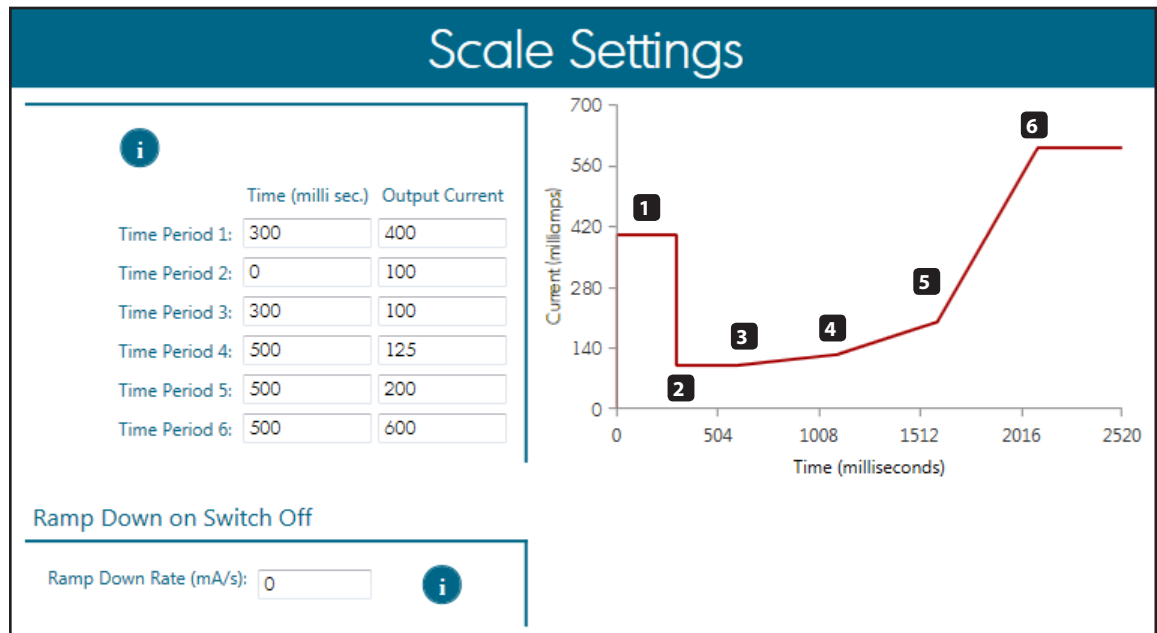 Scale Settings
i
Time (milli sec.) Output Current
Time Period 1: 300 400
Time Period 2: 0 100
Time Period 3: 300 100
Time Period 4: 500 125
Time Period 5: 500 200
Time Period 6: 500 600
Ramp Down on Switch Off
Ramp Down Rate (mA/s): 0
i
Current (milliamps)
700
560
420
280
140
0
1
2
3
4
5
6
0 504 1008 1512 2016 2520
Time (milliseconds)